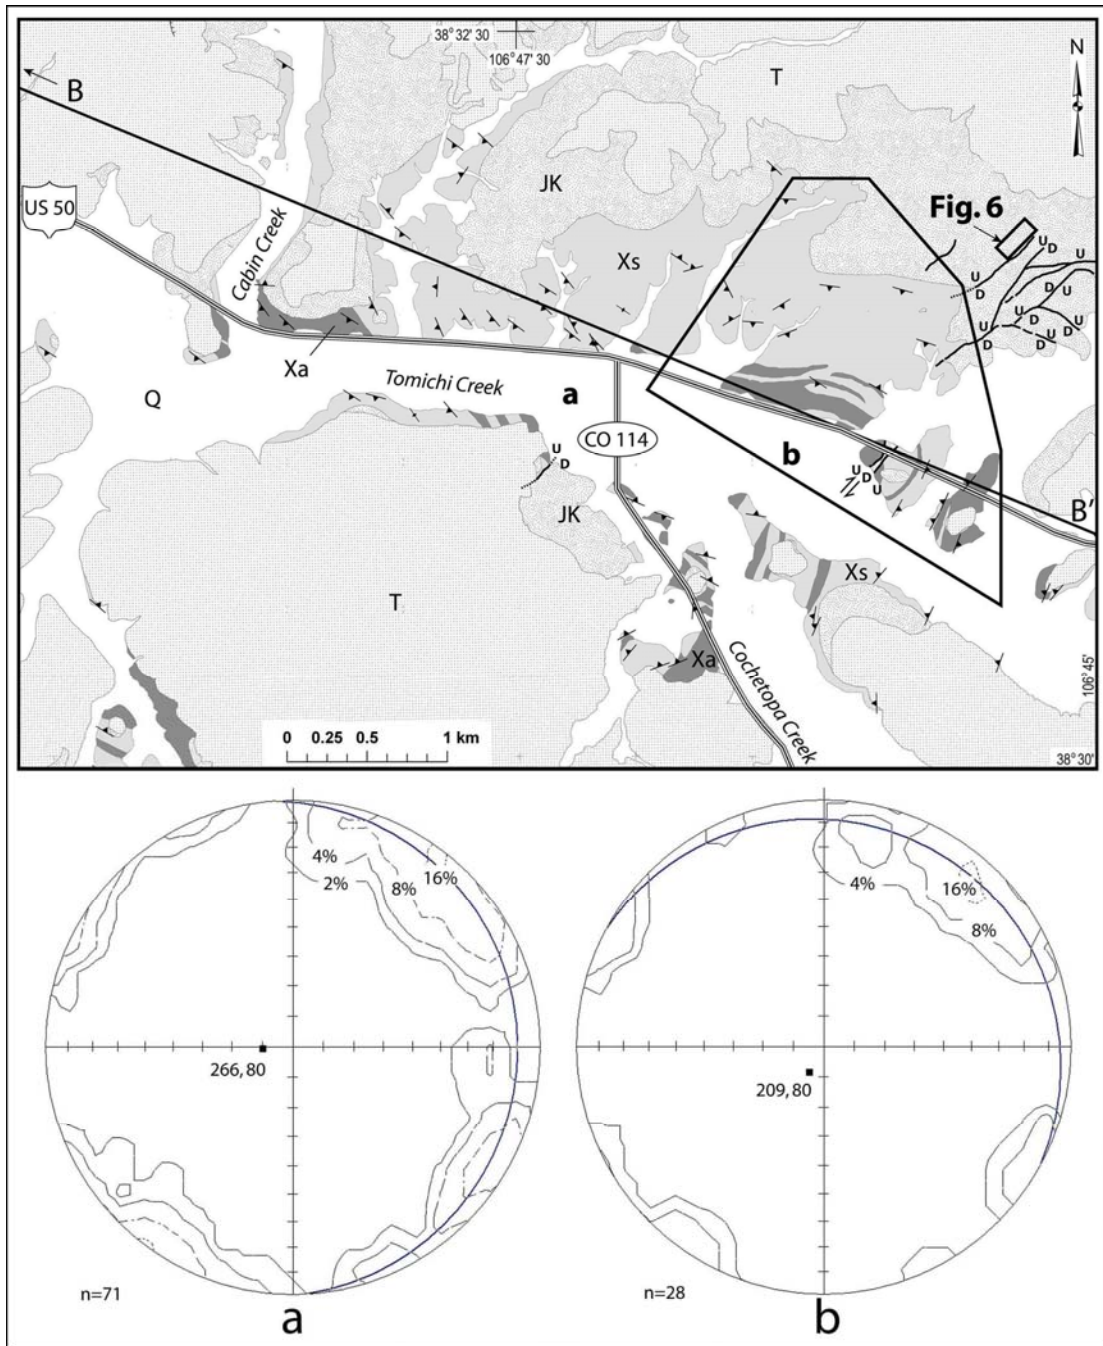 38° 32' 30
106° 47' 30
N
T
B
JK
US 50
Fig. 6
Cabin Creek
Xs
U
D
U
U
D
D
U
U
D
U
D
D
Xa
Tomichi Creek
a
Q
CO 114
b
U
D
U
D
U
B'
JK
Xs
T
Xa
Cochetopa Creek
106° 45'
0 0.25 0.5 1 km
38° 30'
4%
2%
8%
16%
266,80
n=71
a
4%
16%
8%
209,80
n=28
b